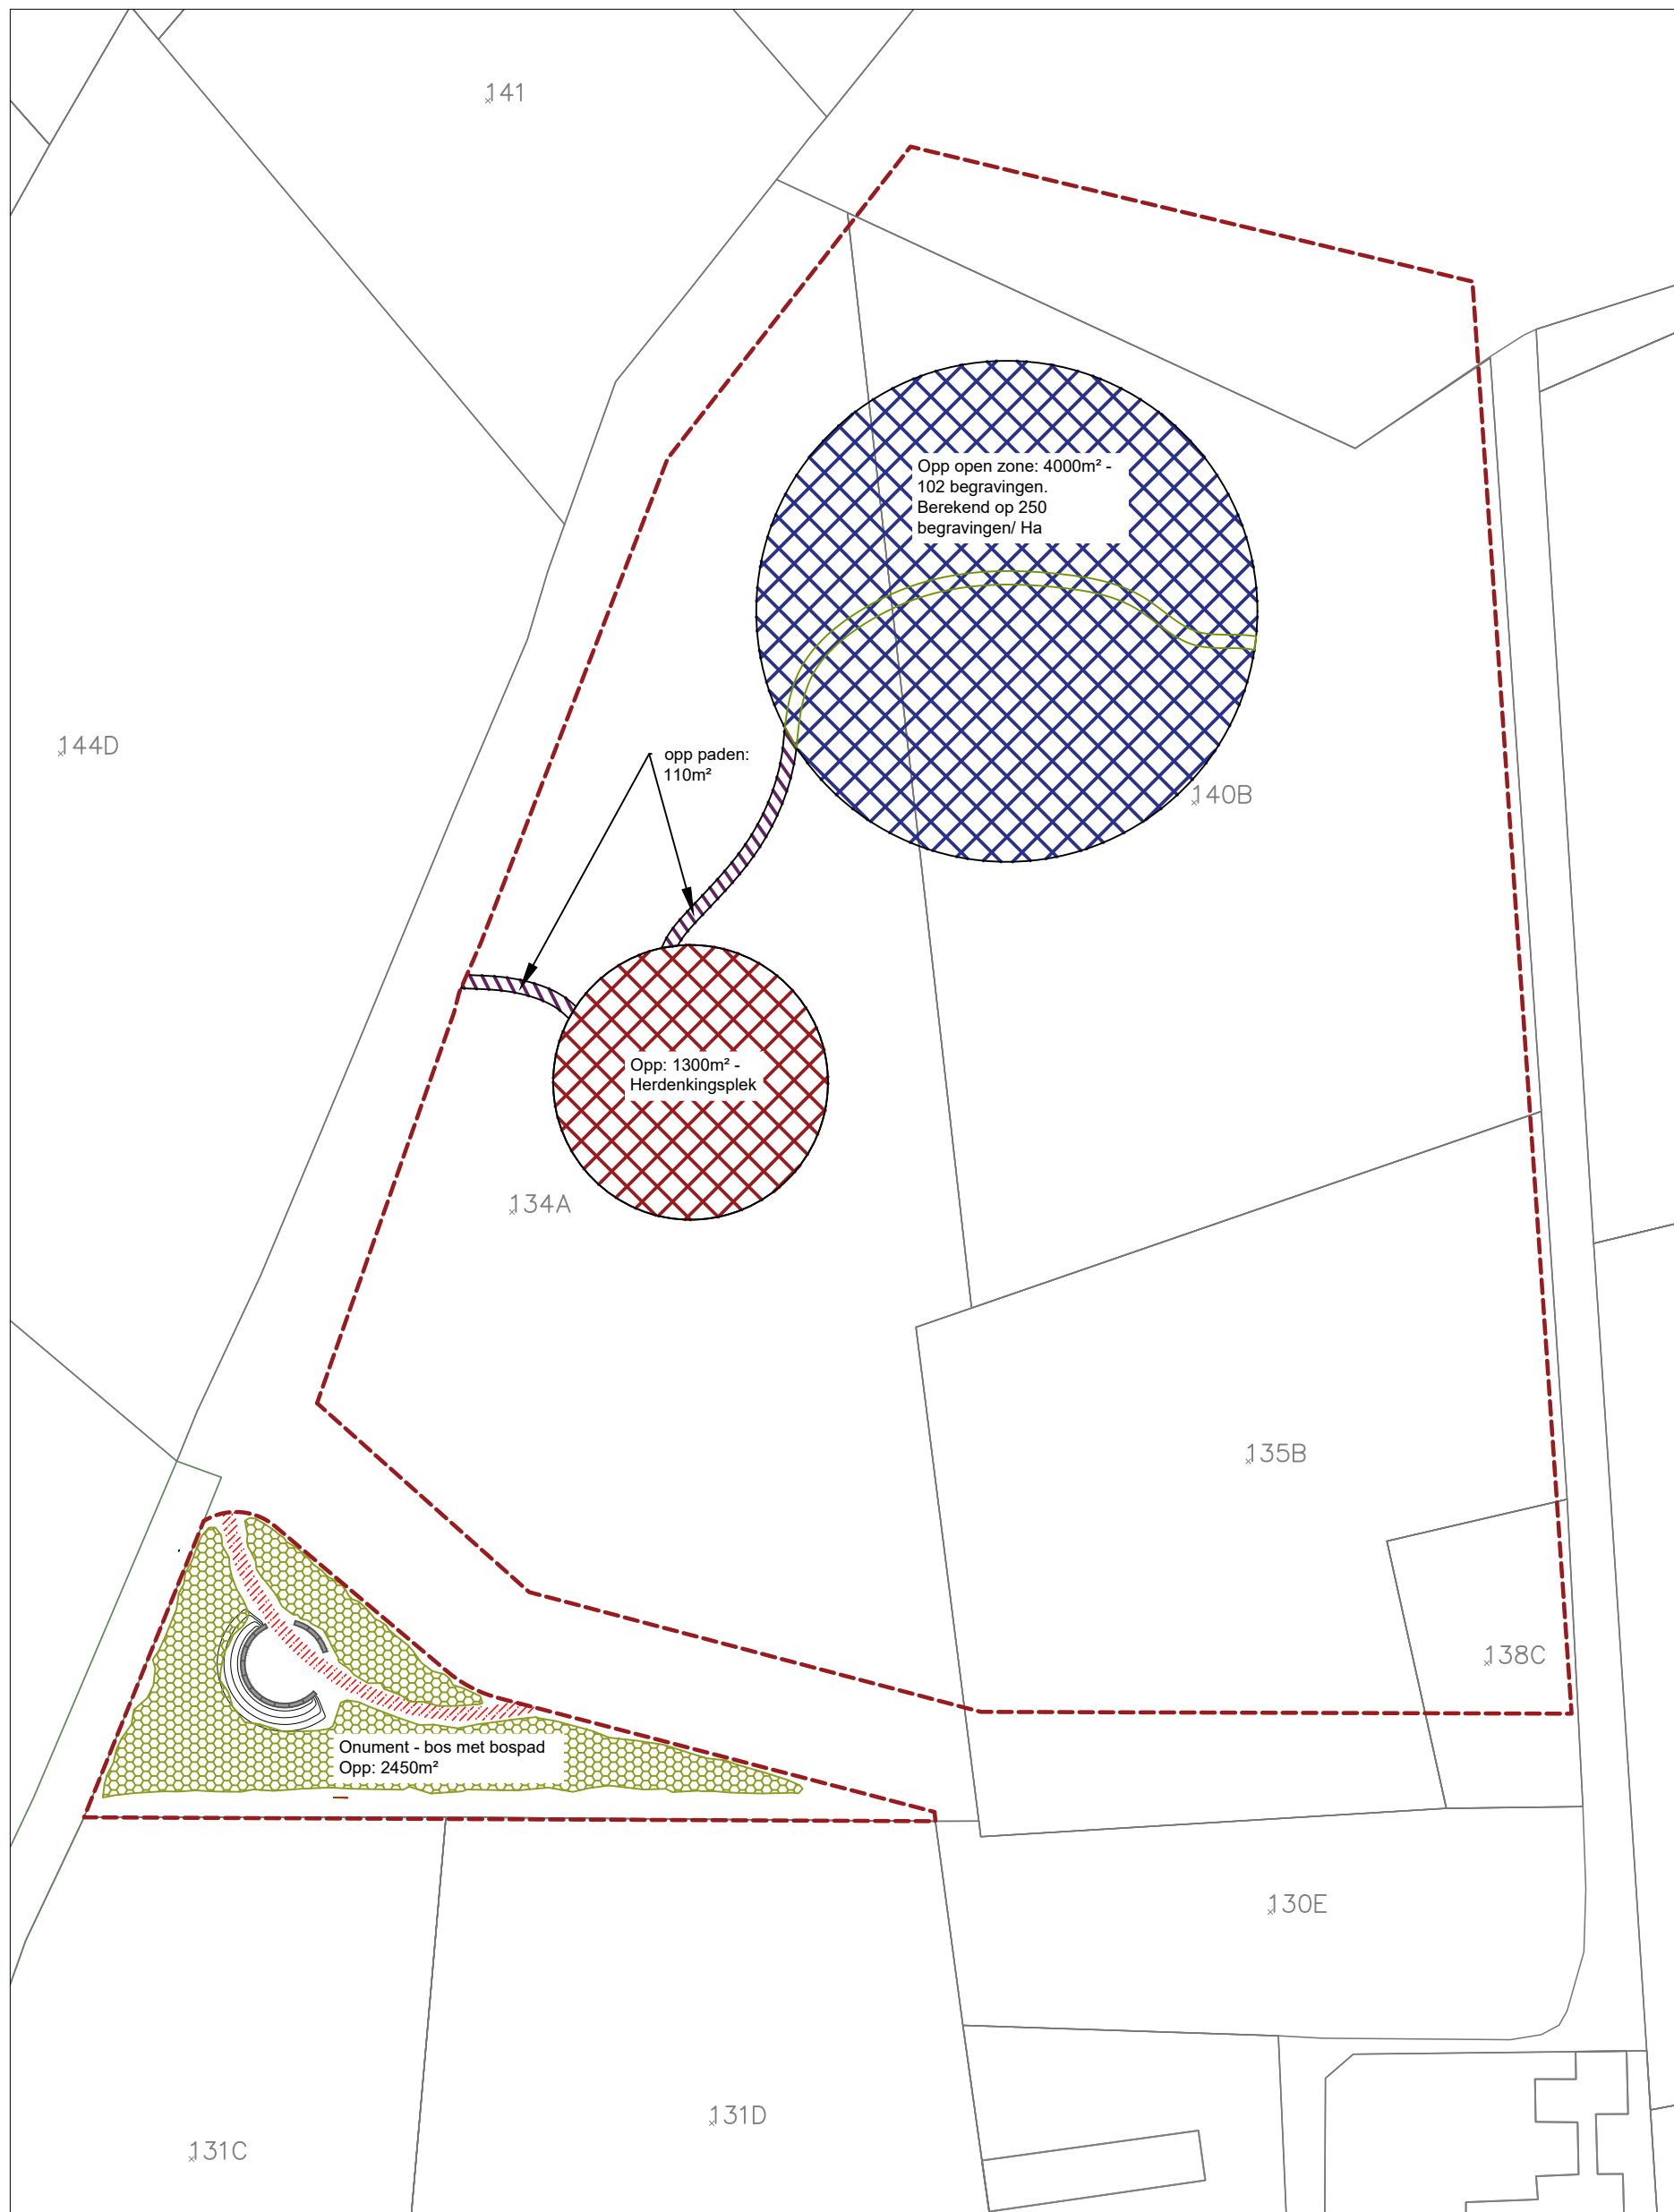 141
Opp open zone: 4000m² -
102 begravingen.
Berekend op 250
begravingen/ Ha
144D
opp paden:
110m²
140B
Opp: 1300m² -
Herdenkingsplek
134A
135B
138C
Onument - bos met bospad
Opp: 2450m²
130E
131D
131C